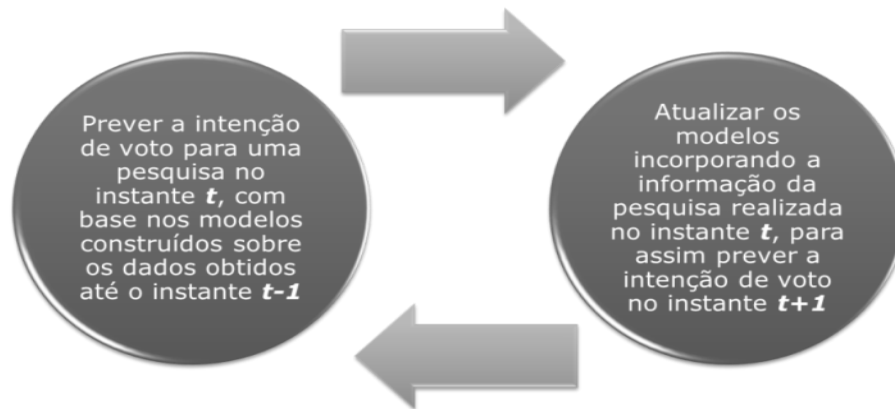 Prever a intenção
de voto para uma
pesquisa no
instante t, com
base nos modelos
construídos sobre
os dados obtidos
até o instante t-1
Atualizar os
modelos
incorporando a
informação da
pesquisa realizada
no instante t, para
assim prever a
intenção de voto
no instante t+1